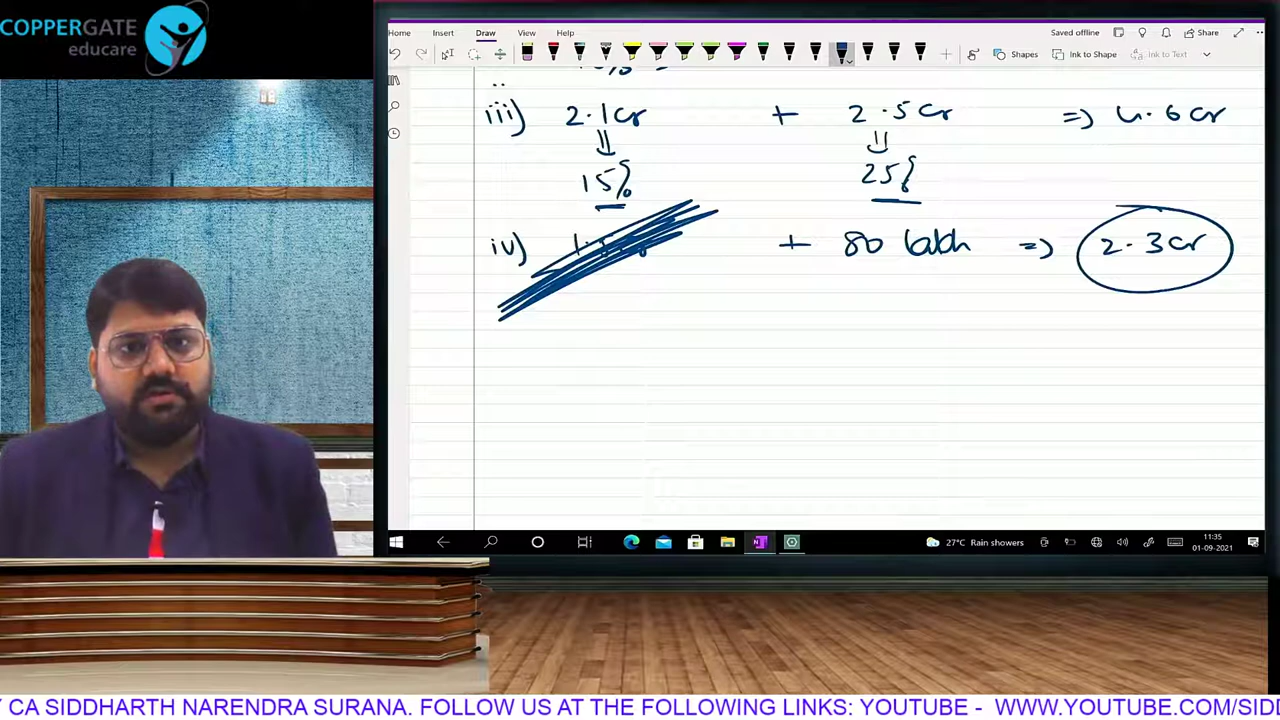 COPPERGATE
educare
Home Insert Draw View Help
Saved offline
Share
Shapes
Ink to Shape
Ink to Text
iii) 2.1cr + 2.5cr => 4.6cr
15% 25%
iv) + 80 lakh => 2.3cr
27°C Rain showers
11:35
01-09-2021
Y CA SIDDHARTH NARENDRA SURANA. FOLLOW US AT THE FOLLOWING LINKS: YOUTUBE - WWW.YOUTUBE.COM/SID